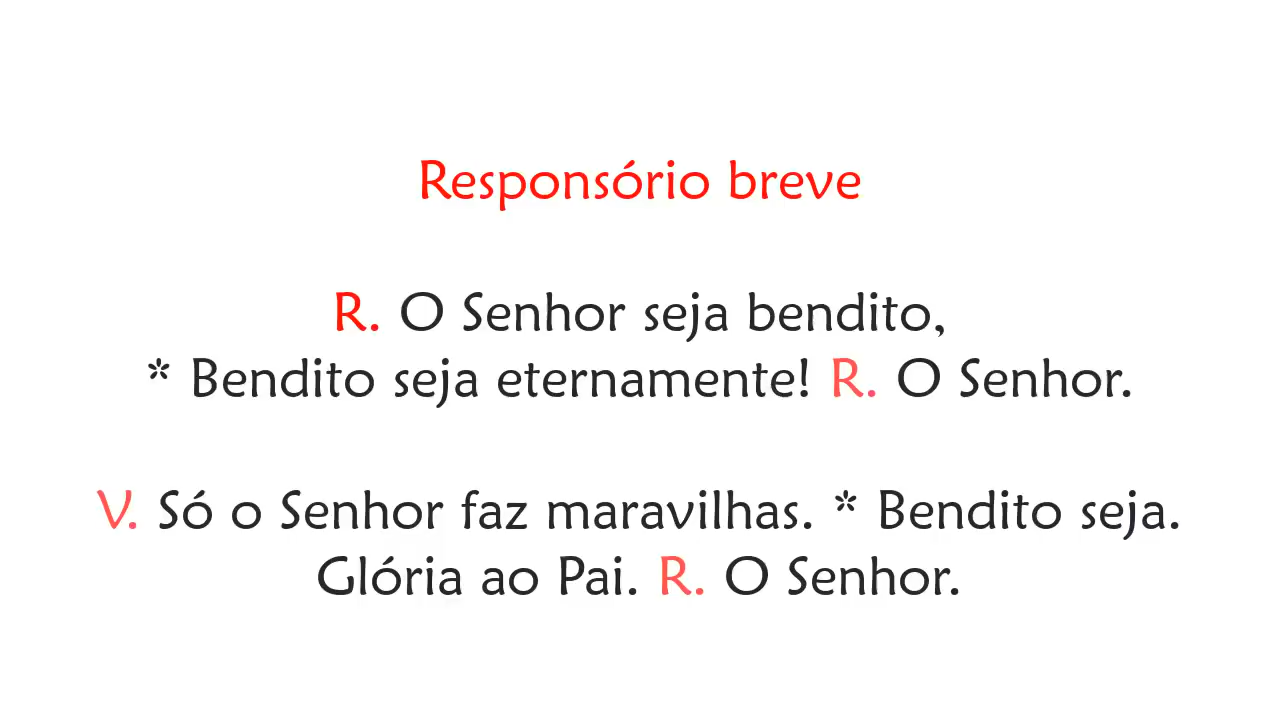 Responsório breve
R. O Senhor seja bendito,
* Bendito seja eternamente! R. O Senhor.
V. Só o Senhor faz maravilhas. * Bendito seja.
Glória ao Pai. R. O Senhor.